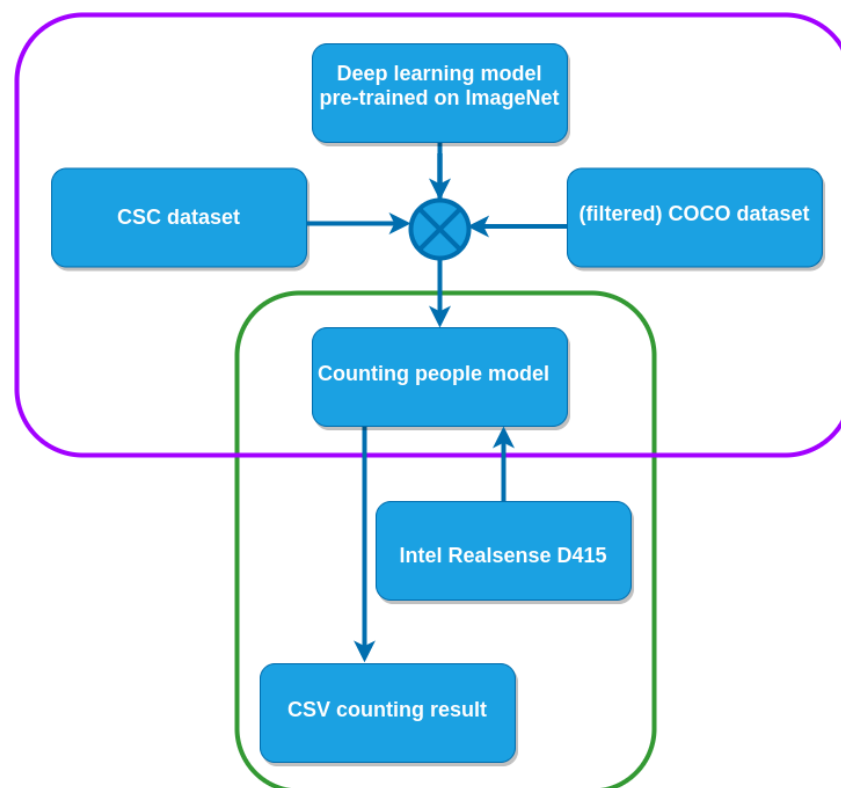 Deep learning model
pre-trained on ImageNet
CSC dataset
(filtered) COCO dataset
Counting people model
Intel Realsense D415
CSV counting result